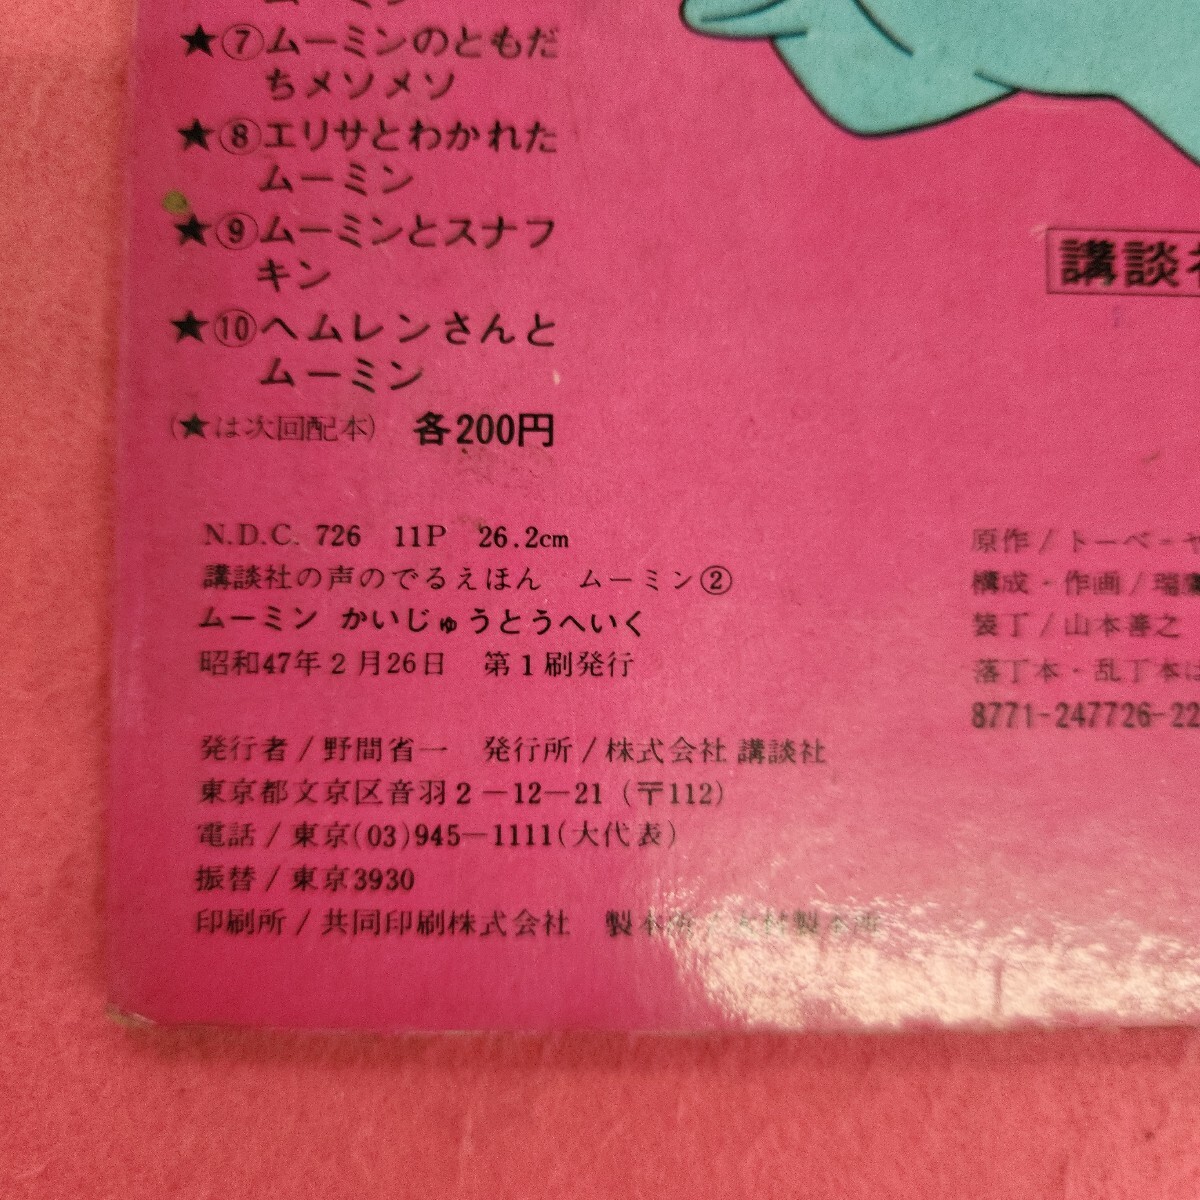 ムーミン
★⑦ムーミンのともだ
ちメソメソ
★⑧エリサとわかれた
ムーミン
★⑨ムーミンとスナフ
キン
★⑩ヘムレンさんと
ムーミン
(★は次回配本) 各200円
講談社
N.D.C. 726 11P 26.2cm
講談社の声のでるえほん ムーミン②
ムーミン かいじゅうとうへいく
昭和47年2月26日 第1刷発行
発行者/野間省一 発行所/株式会社 講談社
東京都文京区音羽2-12-21 (〒112)
電話/東京(03)945-1111(大代表)
振替/東京3930
印刷所/共同印刷株式会社 製本所/
原作/トーベ・ヤ
構成・作画/瑞鷹
装丁/山本善之
落丁本・乱丁本は
8771-247726-22